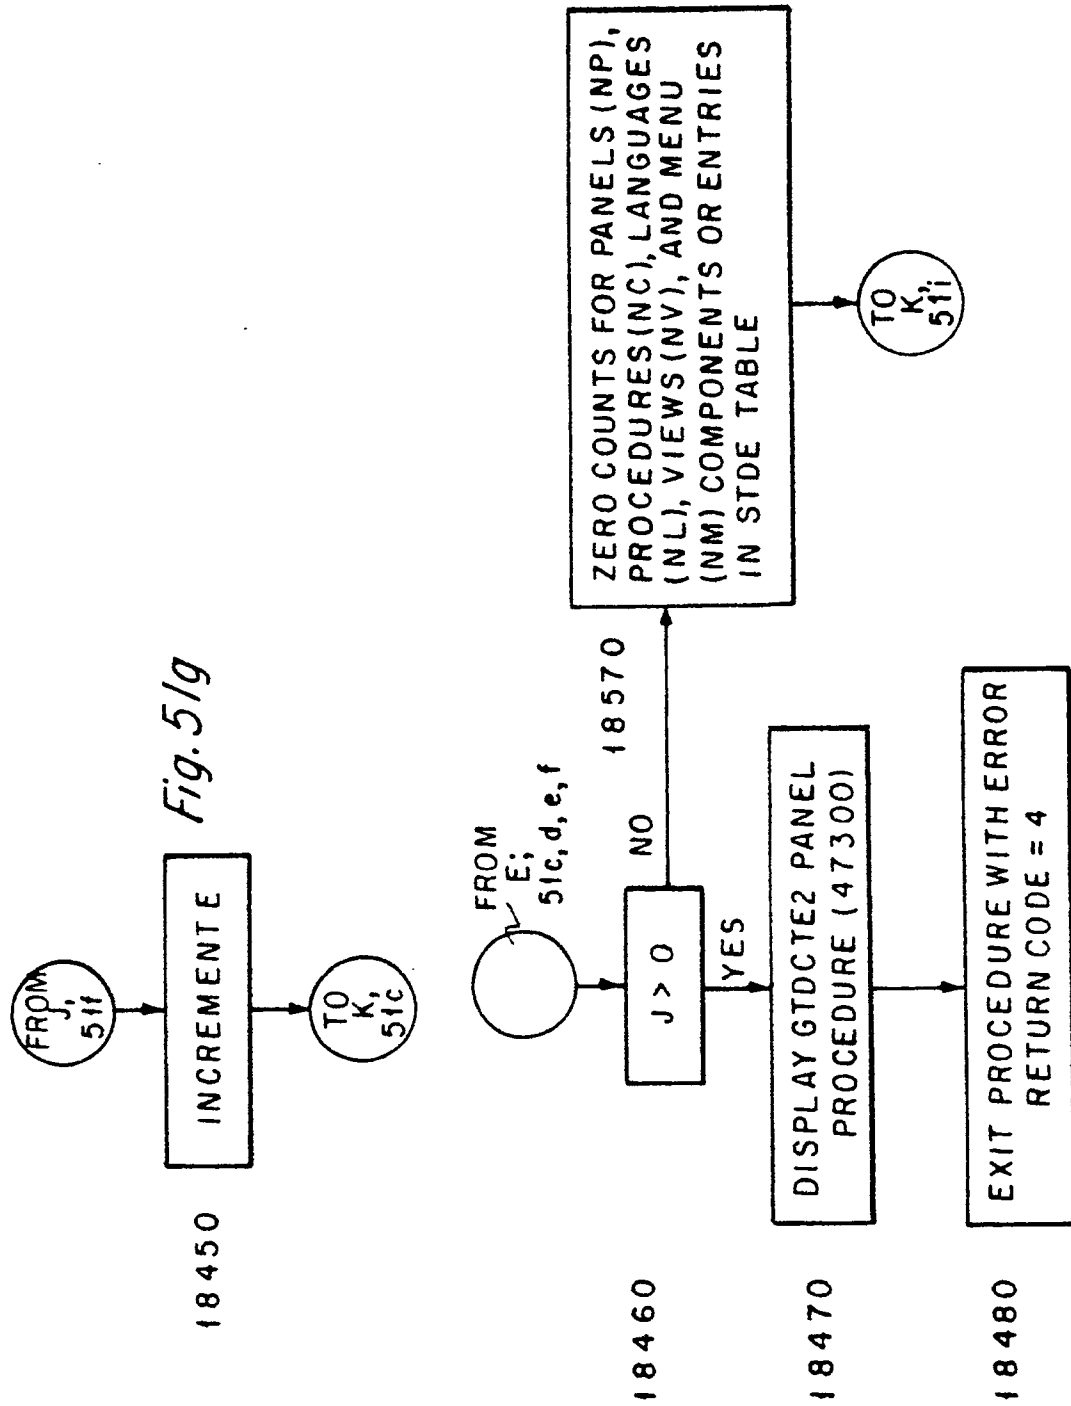 Fig. 51g
FROM
J,
51f
18450
INCREMENTE
TO
K,
51c
FROM
E;
51c,d,e,f
18460
J > 0
NO
YES
18570
ZERO COUNTS FOR PANELS (NP),
PROCEDURES (NC), LANGUAGES
(NL), VIEWS (NV), AND MENU
(NM) COMPONENTS OR ENTRIES
IN STDE TABLE
TO
K,
51i
18470
DISPLAY GTDCTE2 PANEL
PROCEDURE (47300)
18480
EXIT PROCEDURE WITH ERROR
RETURN CODE = 4